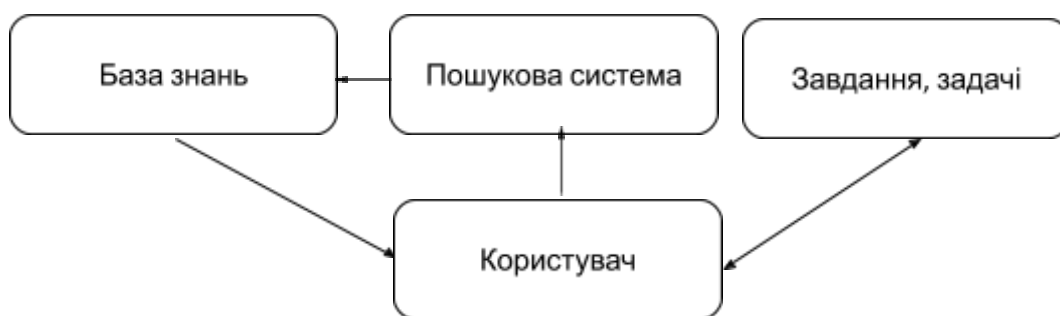 База знань
Пошукова система
Завдання, задачі
Користувач